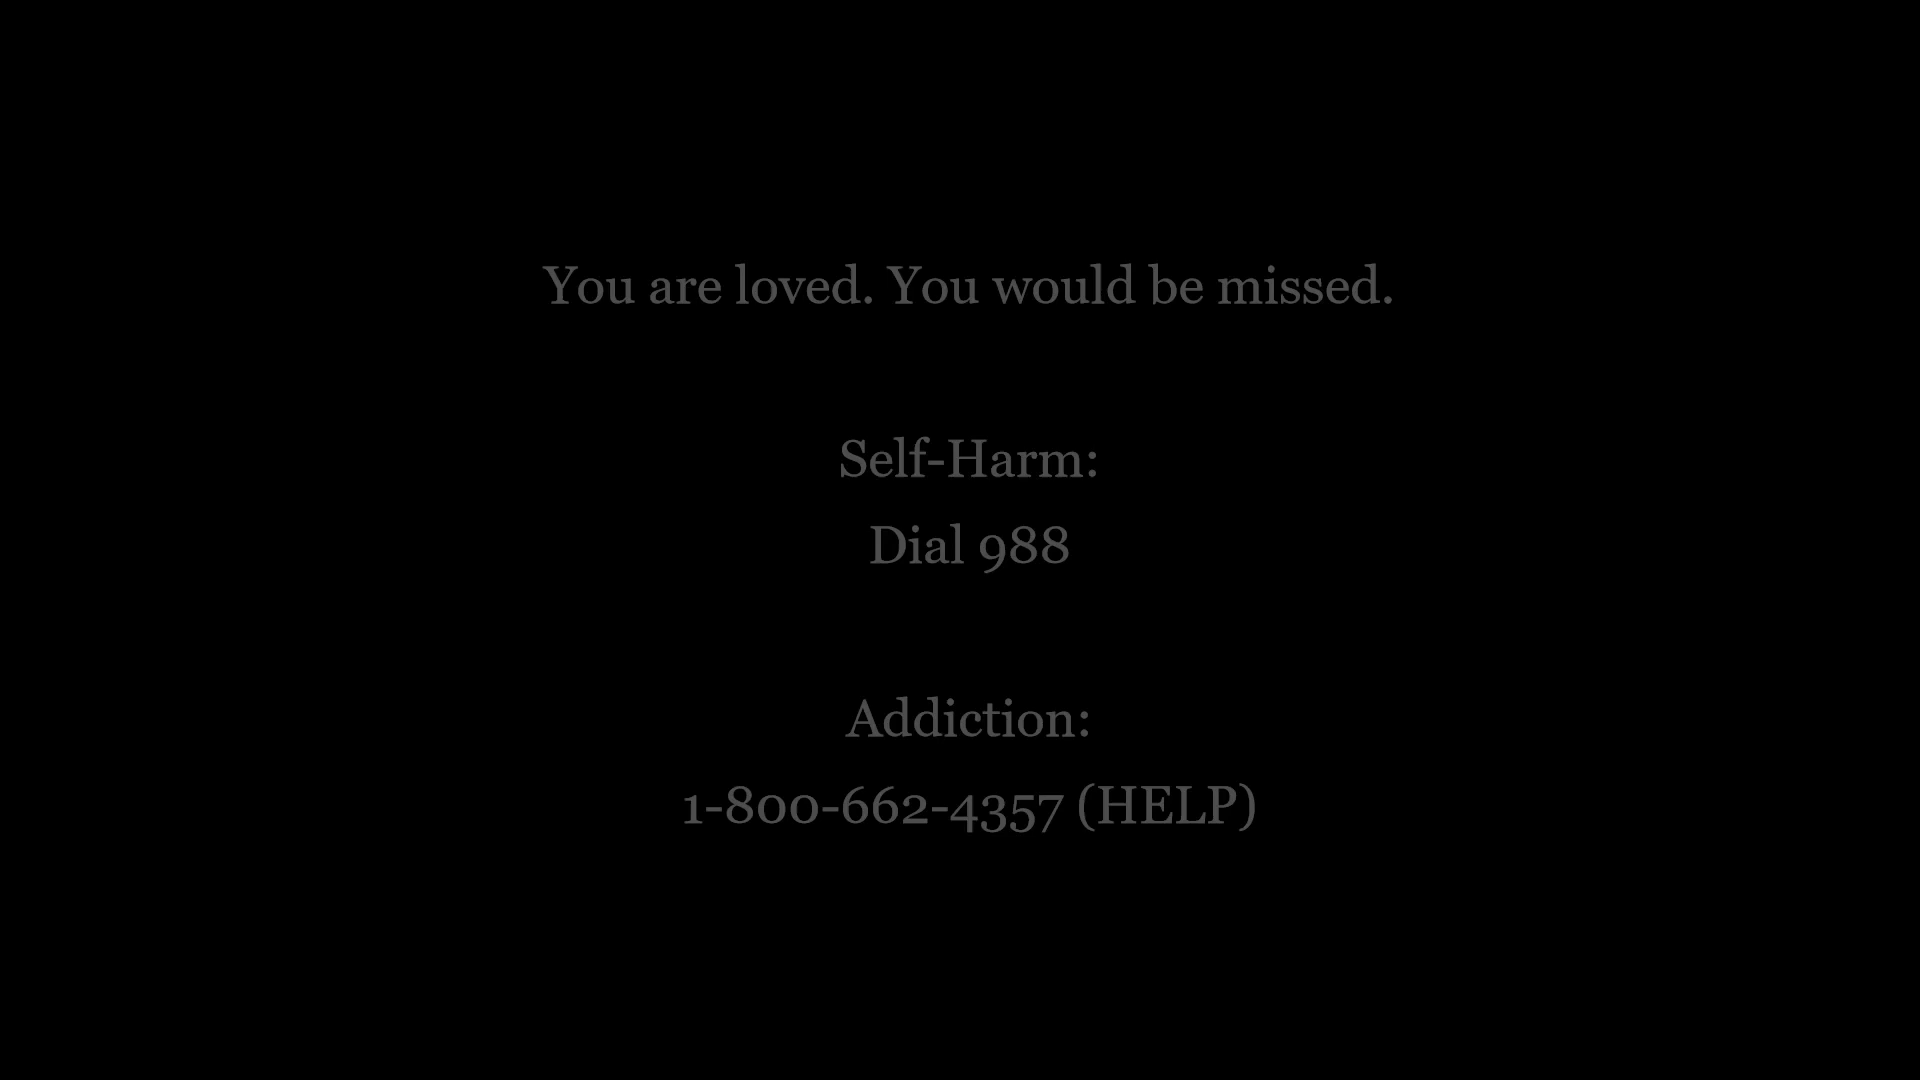 You are loved. You would be missed.
Self-Harm:
Dial 988
Addiction:
1-800-662-4357 (HELP)